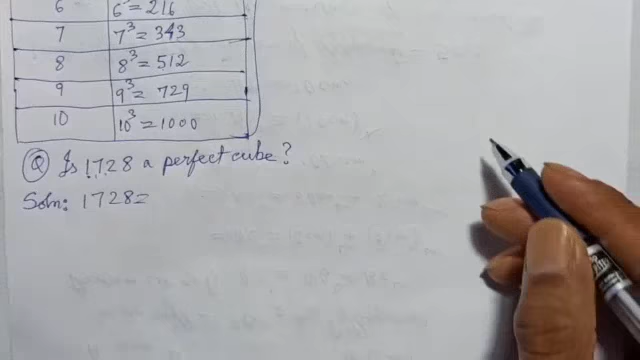 6 6³ = 216
7 7³ = 343
8 8³ = 512
9 9³ = 729
10 10³ = 1000
Q Is 1728 a perfect cube?
Soln: 1728=